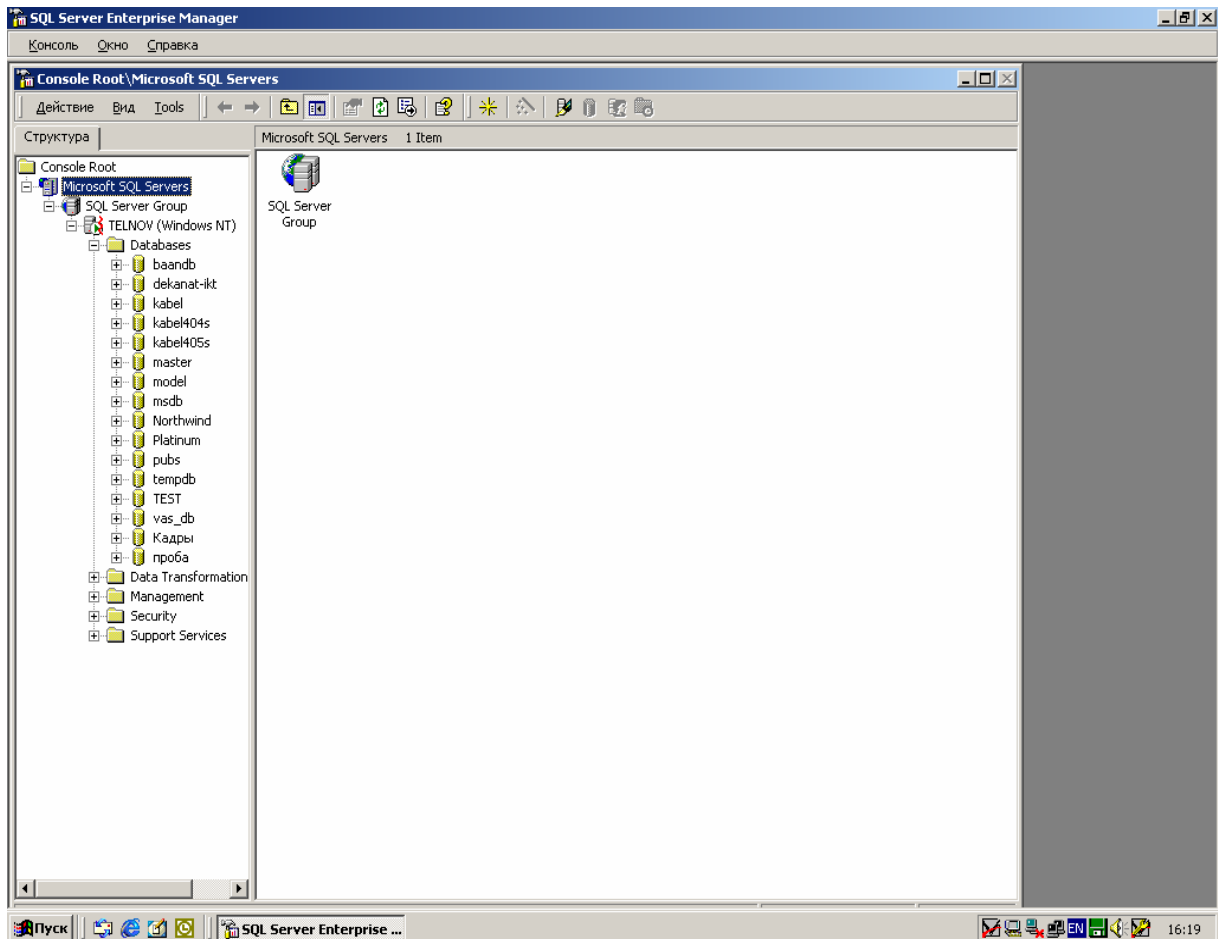 SQL Server Enterprise Manager
Консоль Окно Справка
Console Root\Microsoft SQL Servers
Действие Вид Tools
Структура
Microsoft SQL Servers 1 Item
Console Root
Microsoft SQL Servers
SQL Server Group
TELNOV (Windows NT)
Databases
baandb
dekanat-ikt
kabel
kabel404s
kabel405s
master
model
msdb
Northwind
Platinum
pubs
tempdb
TEST
vas_db
Кадры
проба
Data Transformation
Management
Security
Support Services
SQL Server
Group
Пуск
SQL Server Enterprise ...
EN
16:19